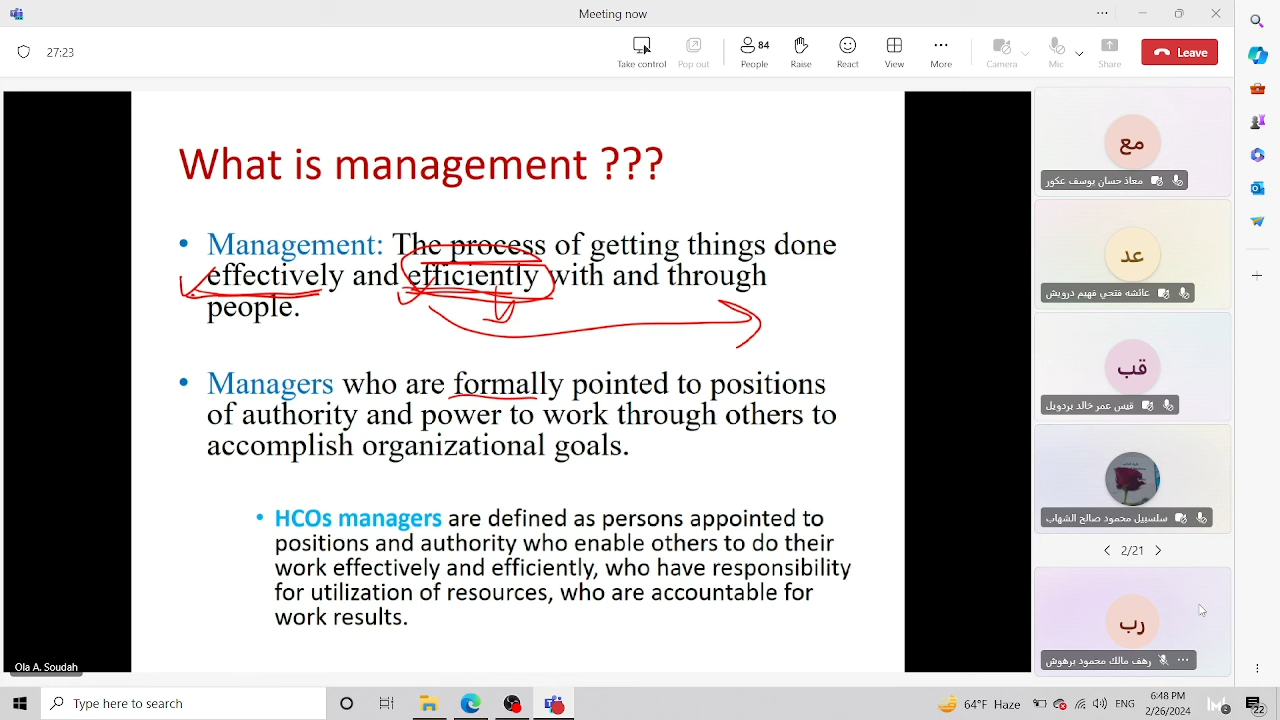 Meeting now
27:23
Take control
Pop out
84
People
Raise
React
View
More
Camera
Mic
Share
Leave
What is management ???
• Management: The process of getting things done
effectively and efficiently with and through
people.
• Managers who are formally pointed to positions
of authority and power to work through others to
accomplish organizational goals.
• HCOs managers are defined as persons appointed to
positions and authority who enable others to do their
work effectively and efficiently, who have responsibility
for utilization of resources, who are accountable for
work results.
Ola A. Soudah
مع
معاذ حسان يوسف عكور
عد
عائشه فتحي فهيم درويش
قب
قيس عمر خالد بردويل
سلسبيل محمود صالح الشهاب
2/21
رب
رهف مالك محمود برهوش
Type here to search
64°F Haze
ENG
6:48 PM
2/26/2024
22